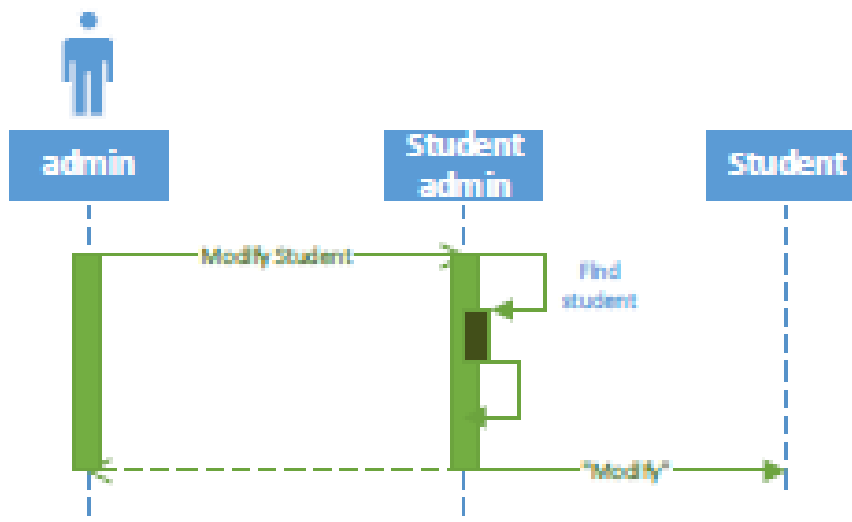 admin
Student
admin
Student
Modify Student
Find
student
"Modify"